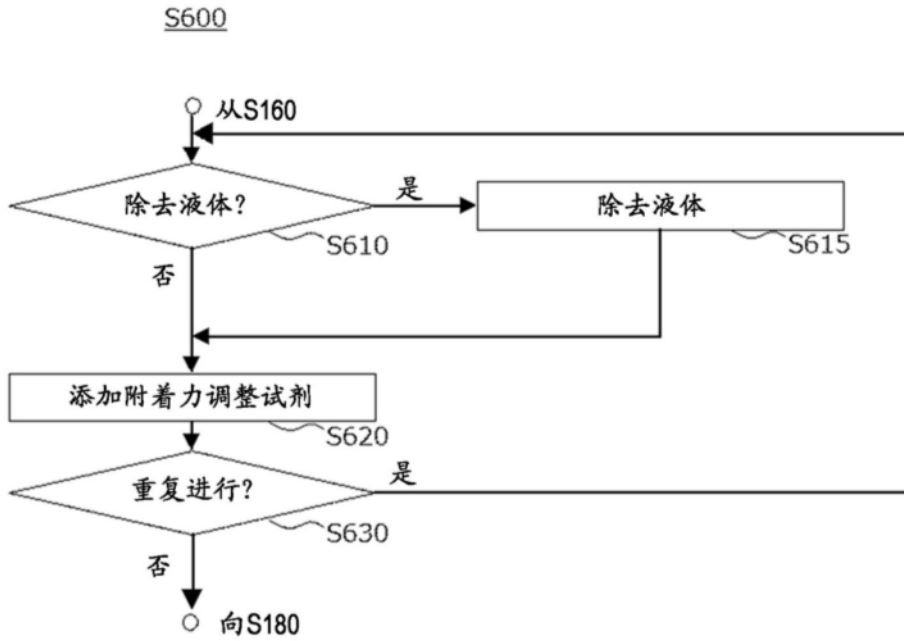 S600
从S160
除去液体?
是
除去液体
S610
S615
否
添加附着力调整试剂
S620
重复进行?
是
S630
否
向S180